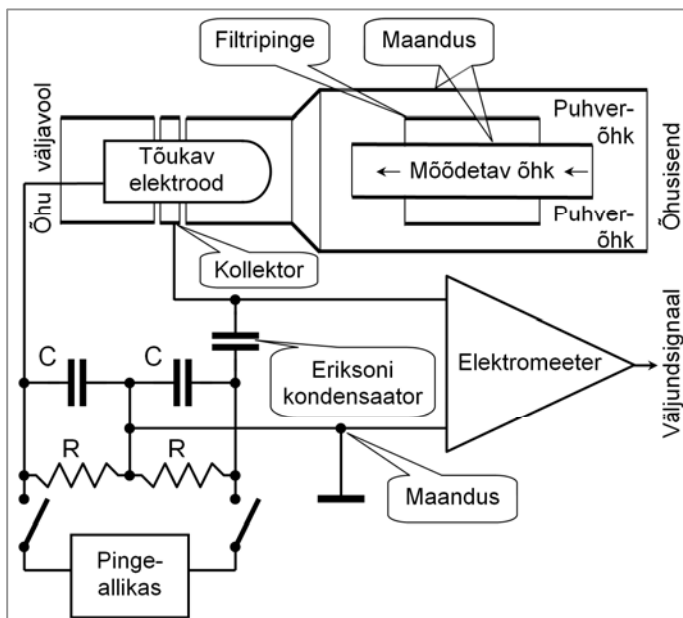 Filtripinge
Maandus
Puhver-
õhk
Õhu väljavool
Tõukav
elektrood
← Mõõdetav õhk ←
Õhusisend
Puhver-
õhk
Kollektor
C
C
Eriksoni
kondensaator
Elektromeeter
Väljundsignaal
R
R
Maandus
Pinge-
allikas